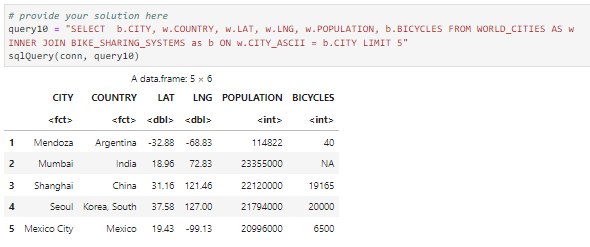 # provide your solution here
query10 = "SELECT  b.CITY, w.COUNTRY, w.LAT, w.LNG, w.POPULATION, b.BICYCLES FROM WORLD_CITIES AS w
INNER JOIN BIKE_SHARING_SYSTEMS as b ON w.CITY_ASCII = b.CITY LIMIT 5"
sqlQuery(conn, query10)
A data.frame: 5 × 6
CITY COUNTRY LAT LNG POPULATION BICYCLES
<fct> <fct> <dbl> <dbl> <int> <int>
1 Mendoza Argentina -32.88 -68.83 114822 40
2 Mumbai India 18.96 72.83 23355000 NA
3 Shanghai China 31.16 121.46 22120000 19165
4 Seoul Korea, South 37.58 127.00 21794000 20000
5 Mexico City Mexico 19.43 -99.13 20996000 6500